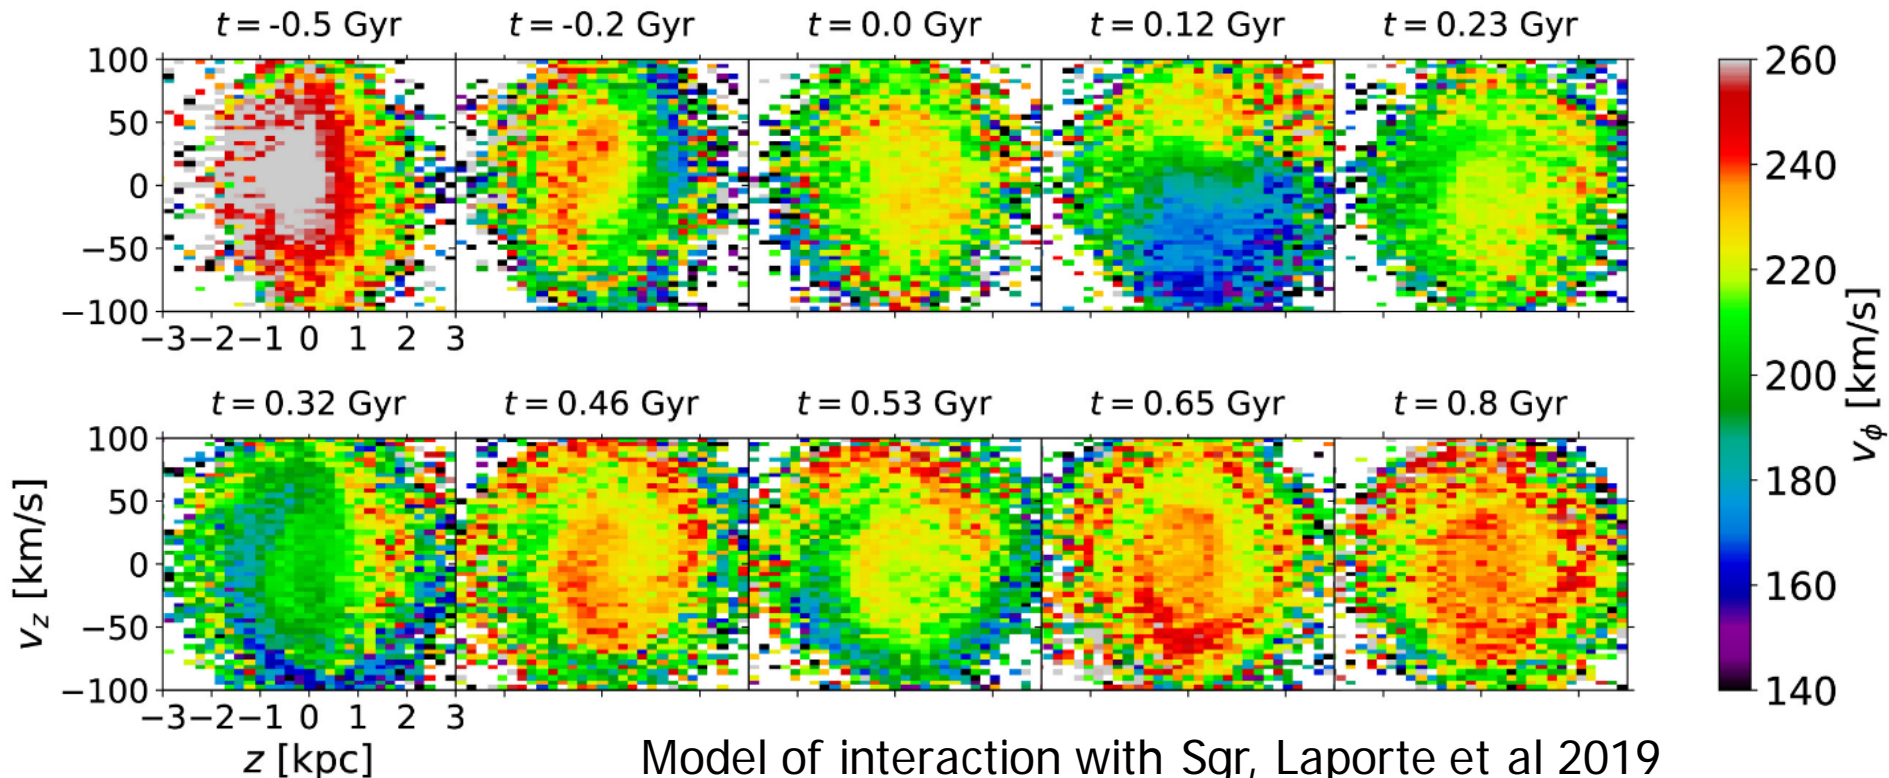 t = -0.5 Gyr t = -0.2 Gyr t = 0.0 Gyr t = 0.12 Gyr t = 0.23 Gyr
100
50
0
−50
−100
−3 −2 −1 0 1 2 3
260
240
220
200
180
160
140
vϕ [km/s]
t = 0.32 Gyr t = 0.46 Gyr t = 0.53 Gyr t = 0.65 Gyr t = 0.8 Gyr
100
50
0
−50
−100
vz [km/s]
−3 −2 −1 0 1 2 3
z [kpc]
Model of interaction with Sgr, Laporte et al 2019